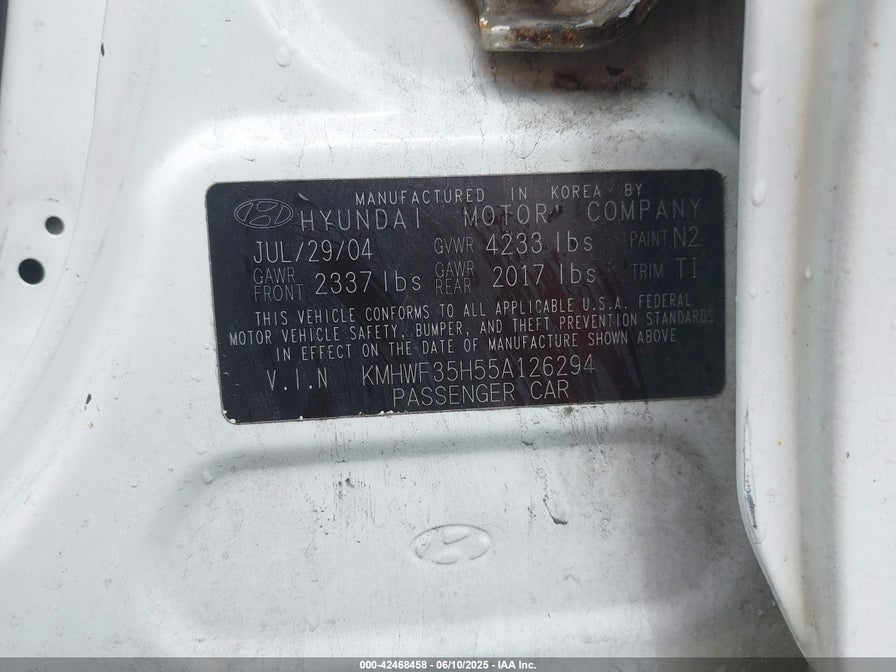 MANUFACTURED IN KOREA BY
HYUNDAI MOTOR COMPANY
JUL/29/04 GVWR 4233 lbs PAINT N2
GAWR FRONT 2337 lbs GAWR REAR 2017 lbs TRIM TI
THIS VEHICLE CONFORMS TO ALL APPLICABLE U.S.A. FEDERAL
MOTOR VEHICLE SAFETY, BUMPER, AND THEFT PREVENTION STANDARDS
IN EFFECT ON THE DATE OF MANUFACTURE SHOWN ABOVE
V.I.N KMHWF35H55A126294
PASSENGER CAR
000-42468458 - 06/10/2025 - IAA Inc.